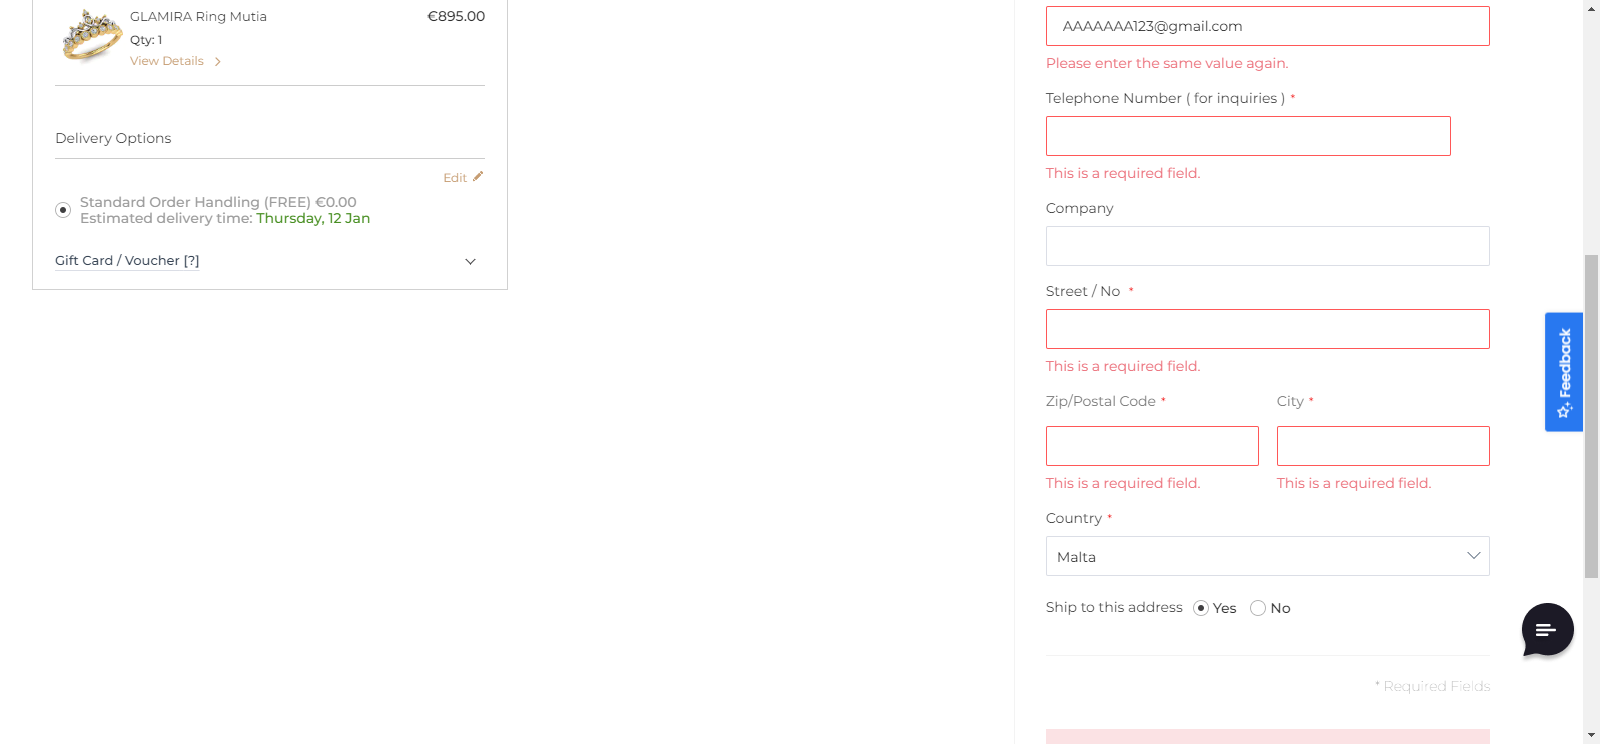 GLAMIRA Ring Mutia €895.00
Qty: 1
View Details
Delivery Options
Edit
Standard Order Handling (FREE) €0.00
Estimated delivery time: Thursday, 12 Jan
Gift Card / Voucher [?]
AAAAAAA123@gmail.com
Please enter the same value again.
Telephone Number ( for inquiries ) *
This is a required field.
Company
Street / No *
This is a required field.
Zip/Postal Code * City *
This is a required field. This is a required field.
Country *
Malta
Ship to this address Yes No
* Required Fields
Feedback